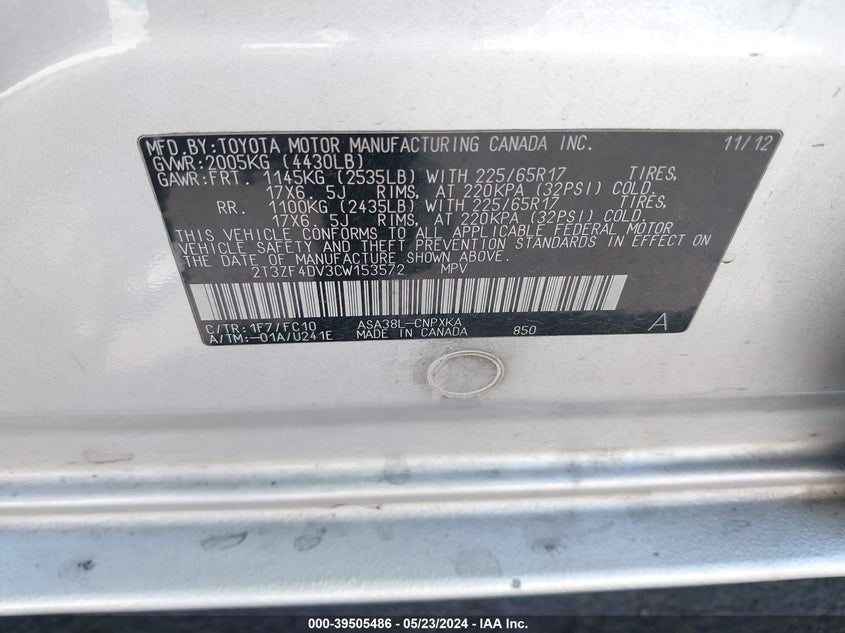 MFD.BY:TOYOTA MOTOR MANUFACTURING CANADA INC. 11/12
GVWR:2005KG (4430LB)
GAWR:FRT. 1145KG (2535LB) WITH 225/65R17 TIRES,
17X6.5J RIMS, AT 220KPA (32PSI) COLD.
RR. 1100KG (2435LB) WITH 225/65R17 TIRES,
17X6.5J RIMS, AT 220KPA (32PSI) COLD.
THIS VEHICLE CONFORMS TO ALL APPLICABLE FEDERAL MOTOR
VEHICLE SAFETY AND THEFT PREVENTION STANDARDS IN EFFECT ON
THE DATE OF MANUFACTURE SHOWN ABOVE.
2T3ZF4DV3CW153572 MPV
C/TR:1F7/FC10 ASA38L-CNPXKA A
A/TM:-01A/U241E MADE IN CANADA 850
000-39505486 - 05/23/2024 - IAA Inc.